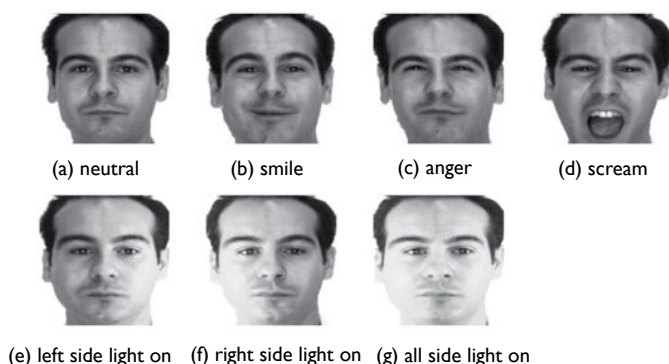 (a) neutral (b) smile (c) anger (d) scream
(e) left side light on (f) right side light on (g) all side light on